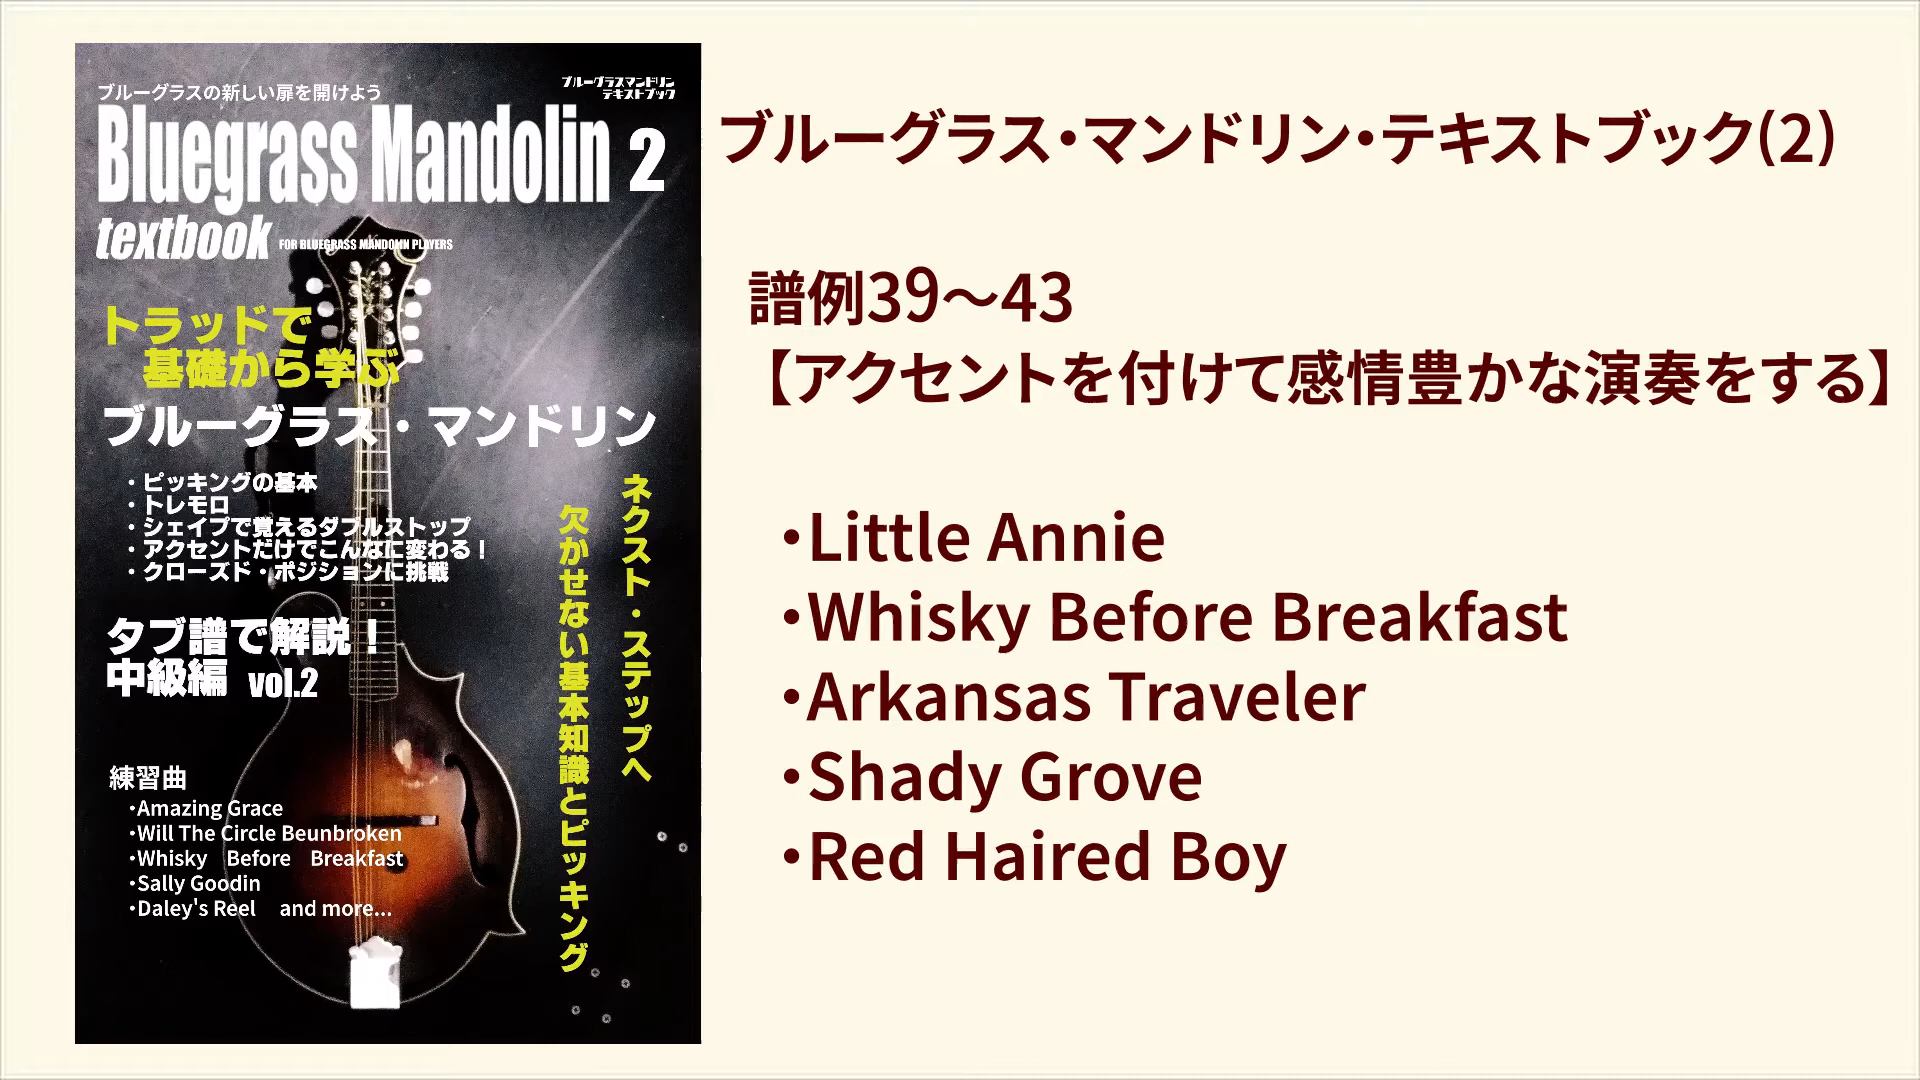 ブルーグラスの新しい扉を開けよう
ブルーグラスマンドリン
テキストブック
Bluegrass Mandolin 2
textbook FOR BLUEGRASS MANDOLIN PLAYERS
トラッドで
基礎から学ぶ
ブルーグラス・マンドリン
・ピッキングの基本
・トレモロ
・シェイプで覚えるダブルストップ
・アクセントだけでこんなに変わる！
・クローズド・ポジションに挑戦
ネクスト・ステップへ
欠かせない基本知識とピッキング
タブ譜で解説！
中級編 vol.2
練習曲
・Amazing Grace
・Will The Circle Beunbroken
・Whisky Before Breakfast
・Sally Goodin
・Daley's Reel and more...
ブルーグラス・マンドリン・テキストブック(2)
譜例39〜43
【アクセントを付けて感情豊かな演奏をする】
・Little Annie
・Whisky Before Breakfast
・Arkansas Traveler
・Shady Grove
・Red Haired Boy